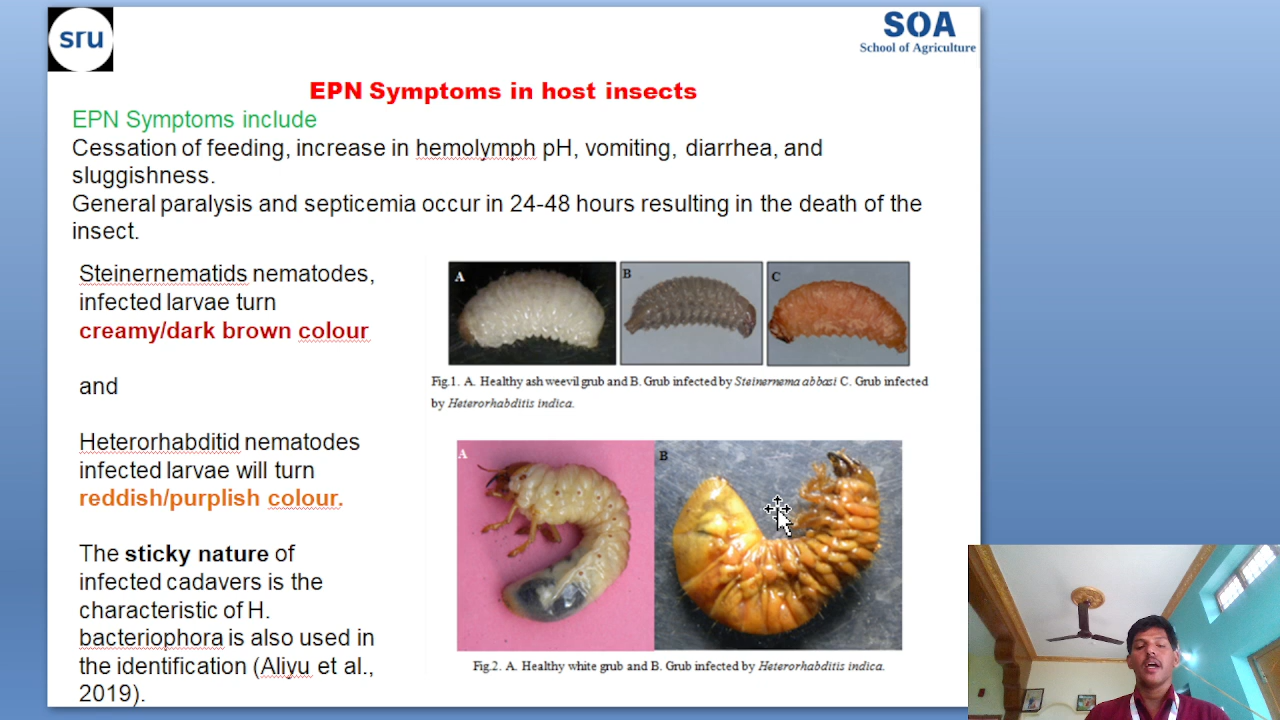 sru
SOA
School of Agriculture
EPN Symptoms in host insects
EPN Symptoms include
Cessation of feeding, increase in hemolymph pH, vomiting, diarrhea, and
sluggishness.
General paralysis and septicemia occur in 24-48 hours resulting in the death of the
insect.
Steinernematids nematodes,
infected larvae turn
creamy/dark brown colour
and
Heterorhabditid nematodes
infected larvae will turn
reddish/purplish colour.
The sticky nature of
infected cadavers is the
characteristic of H.
bacteriophora is also used in
the identification (Aliyu et al.,
2019).
A
B
C
Fig.1. A. Healthy ash weevil grub and B. Grub infected by Steinernema abbasi C. Grub infected
by Heterorhabditis indica.
A
B
Fig.2. A. Healthy white grub and B. Grub infected by Heterorhabditis indica.